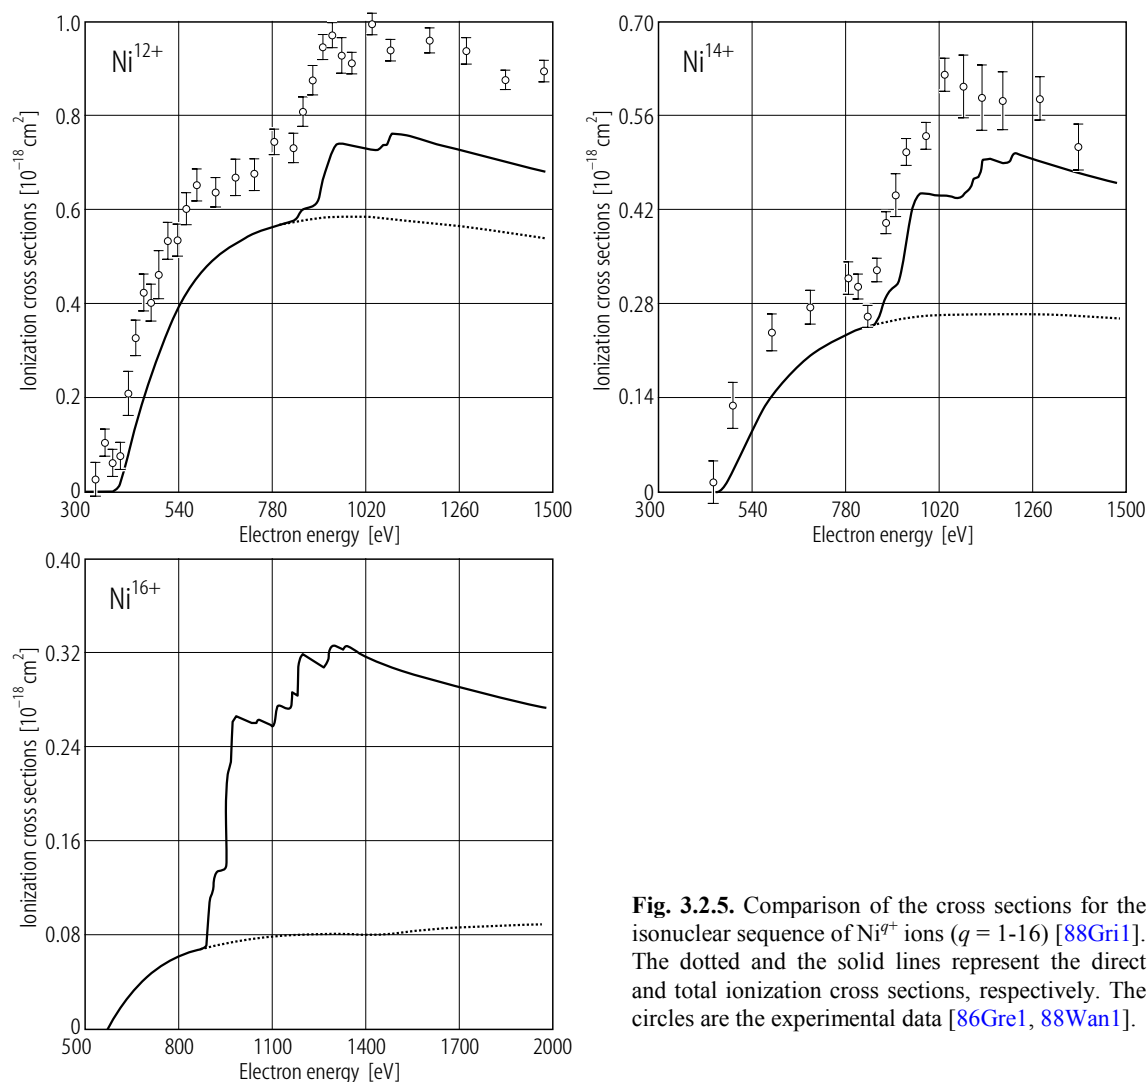 Ni12+
Ionization cross sections [10−18 cm2]
1.0
0.8
0.6
0.4
0.2
0
300 540 780 1020 1260 1500
Electron energy [eV]
Ni14+
Ionization cross sections [10−18 cm2]
0.70
0.56
0.42
0.28
0.14
0
300 540 780 1020 1260 1500
Electron energy [eV]
Ni16+
Ionization cross sections [10−18 cm2]
0.40
0.32
0.24
0.16
0.08
0
500 800 1100 1400 1700 2000
Electron energy [eV]
Fig. 3.2.5. Comparison of the cross sections for the
isonuclear sequence of Niq+ ions (q = 1-16) [88Gri1].
The dotted and the solid lines represent the direct
and total ionization cross sections, respectively. The
circles are the experimental data [86Gre1, 88Wan1].